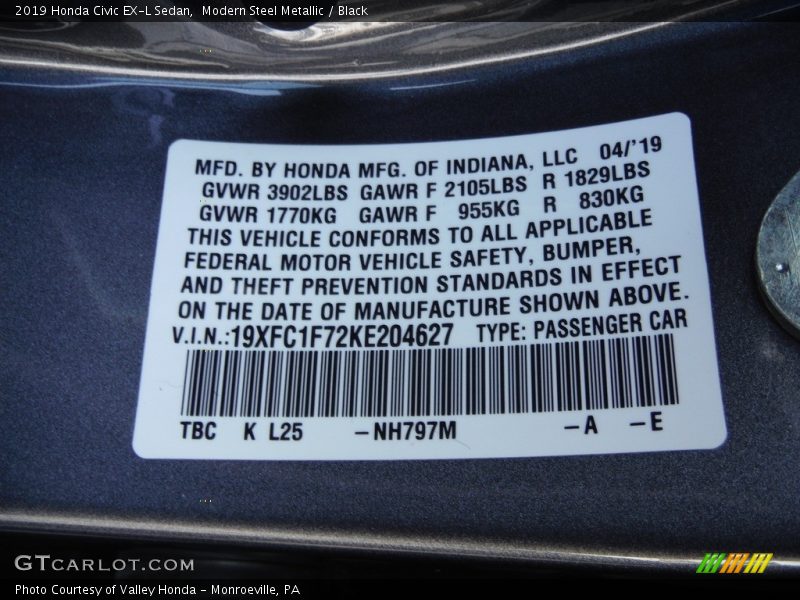 2019 Honda Civic EX-L Sedan,  Modern Steel Metallic / Black
MFD. BY HONDA MFG. OF INDIANA, LLC 04/'19
GVWR 3902LBS GAWR F 2105LBS R 1829LBS
GVWR 1770KG GAWR F 955KG R 830KG
THIS VEHICLE CONFORMS TO ALL APPLICABLE
FEDERAL MOTOR VEHICLE SAFETY, BUMPER,
AND THEFT PREVENTION STANDARDS IN EFFECT
ON THE DATE OF MANUFACTURE SHOWN ABOVE.
V.I.N.:19XFC1F72KE204627 TYPE: PASSENGER CAR
TBC K L25 -NH797M -A -E
GTCARLOT.COM
Photo Courtesy of Valley Honda - Monroeville, PA